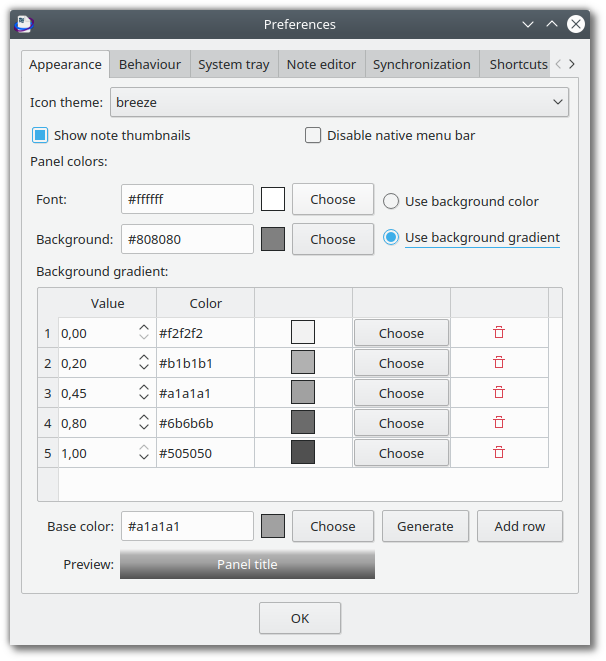 Preferences
Appearance Behaviour System tray Note editor Synchronization Shortcuts
Icon theme: breeze
Show note thumbnails Disable native menu bar
Panel colors:
Font: #ffffff Choose Use background color
Background: #808080 Choose Use background gradient
Background gradient:
Value Color
1 0,00 #f2f2f2 Choose
2 0,20 #b1b1b1 Choose
3 0,45 #a1a1a1 Choose
4 0,80 #6b6b6b Choose
5 1,00 #505050 Choose
Base color: #a1a1a1 Choose Generate Add row
Preview: Panel title
OK